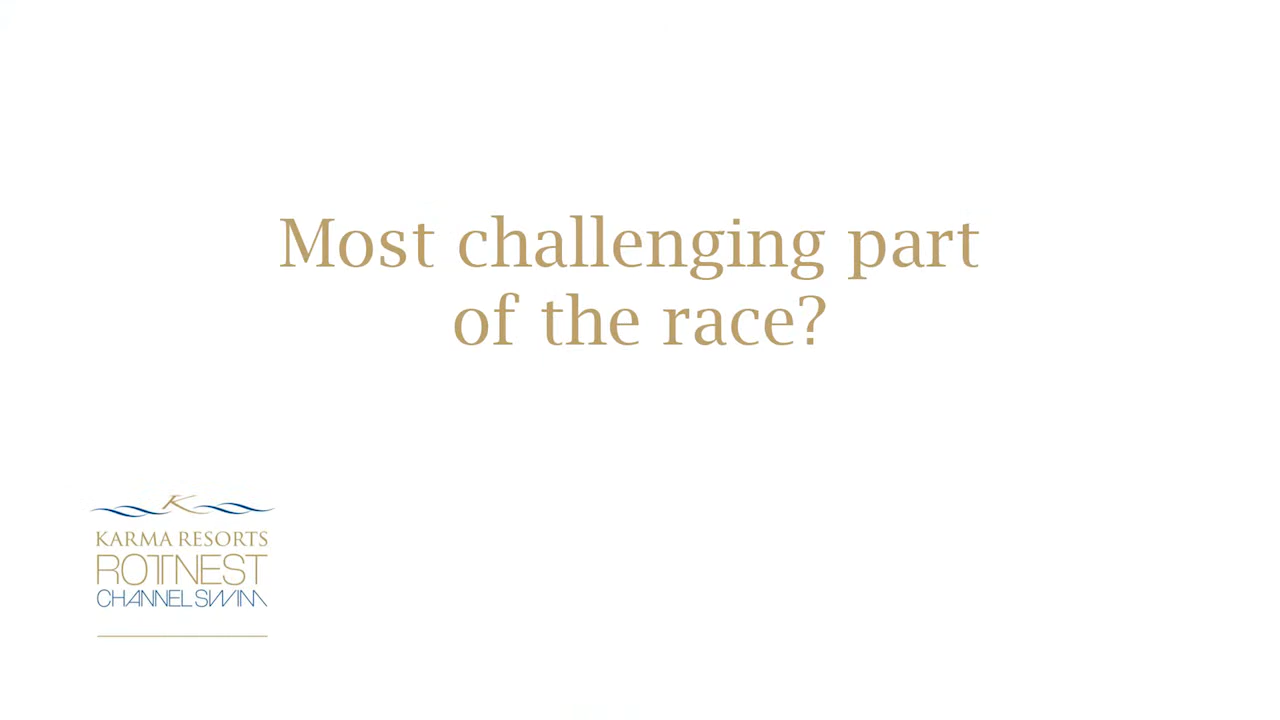 Most challenging part
of the race?
K
KARMA RESORTS
ROTTNEST
CHANNEL SWIM